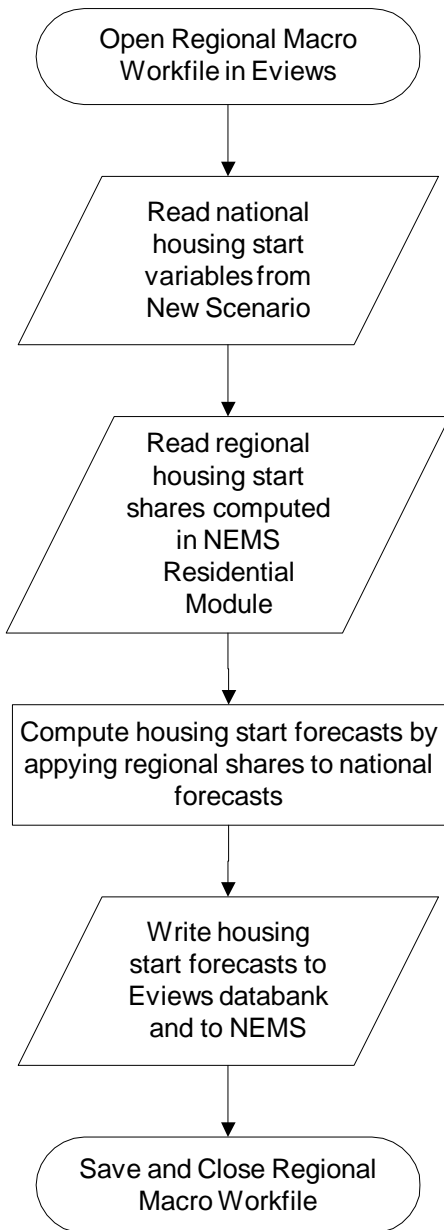 Open Regional Macro
Workfile in Eviews
Read national
housing start
variables from
New Scenario
Read regional
housing start
shares computed
in NEMS
Residential
Module
Compute housing start forecasts by
appying regional shares to national
forecasts
Write housing
start forecasts to
Eviews databank
and to NEMS
Save and Close Regional
Macro Workfile